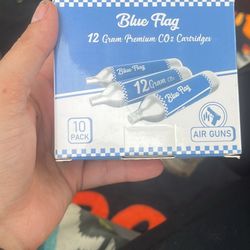 Blue Flag
12 Gram Premium CO2 Cartridges
Blue Flag
12 Gram CO2
Blue Flag
10
PACK
AIR GUNS